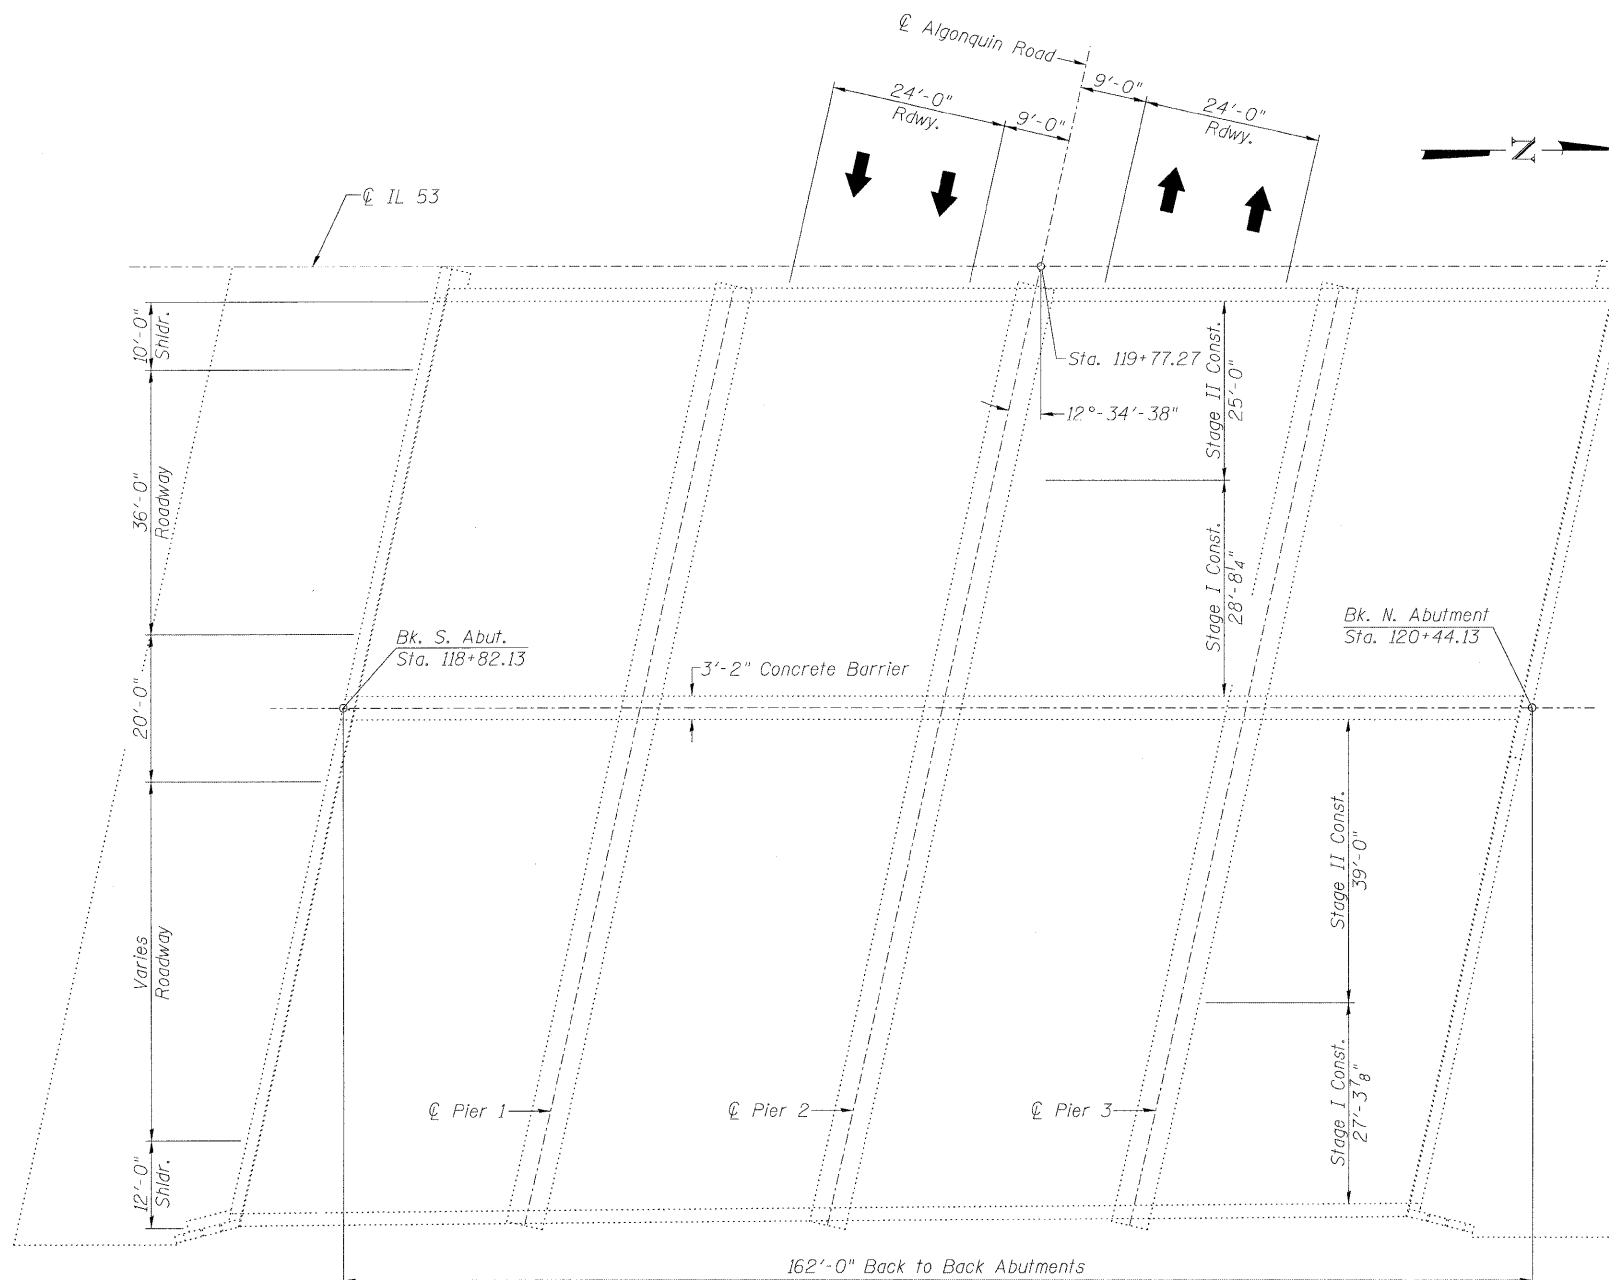 ℄ Algonquin Road
9'-0"
24'-0"
Rdwy.
9'-0"
24'-0"
Rdwy.
N
℄ IL 53
10'-0"
Shldr.
Sta. 119+77.27
12°-34'-38"
Stage II Const.
25'-0"
36'-0"
Roadway
Stage I Const.
28'-8¼"
Bk. S. Abut.
Sta. 118+82.13
Bk. N. Abutment
Sta. 120+44.13
3'-2" Concrete Barrier
20'-0"
Stage II Const.
39'-0"
Varies
Roadway
℄ Pier 1
℄ Pier 2
℄ Pier 3
Stage I Const.
27'-3⅞"
12'-0"
Shldr.
162'-0" Back to Back Abutments